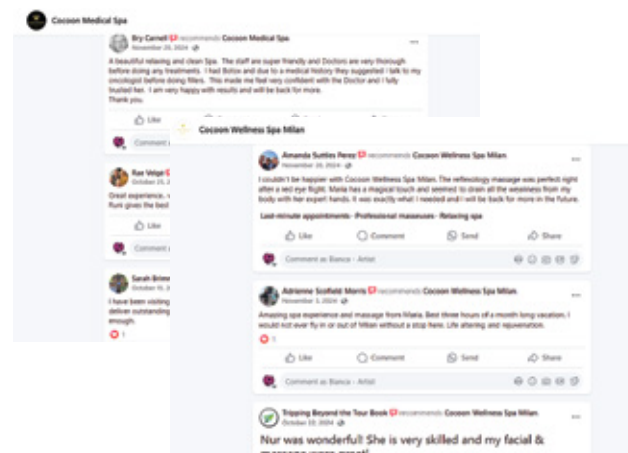 Cocoon Medical Spa
Bry Carnell recommends Cocoon Medical Spa.
November 20, 2024
A beautiful relaxing and clean Spa. The staff are super friendly and Doctors are very thorough
before doing any treatments. I had Botox and due to a medical history they suggested I talk to my
oncologist before doing fillers. This made me feel very confident with the Doctor and I fully
trusted her. I am very happy with results and will be back for more.
Thank you.
Like
Comment
Rae
October
Great experience,
Runi gives the best
Like
Comment
Sarah
October
I have been visiting
deliver outstanding
enough.
1
Cocoon Wellness Spa Milan
Amanda Suttles Perez recommends Cocoon Wellness Spa Milan.
November 20, 2024
I couldn't be happier with Cocoon Wellness Spa Milan. The reflexology massage was perfect right
after a red eye flight. Maria has a magical touch and seemed to drain all the weariness from my
body with her expert hands. It was exactly what I needed and I will be back for more in the future.
Last-minute appointments · Professional masseuses · Relaxing spa
Like Comment Send Share
Comment as Bianca - Artist
Adrienne Scofield Morris recommends Cocoon Wellness Spa Milan.
November 5, 2024
Amazing spa experience and massage from Maria. Best three hours of a month long vacation. I
would not ever fly in or out of Milan without a stop here. Life altering and rejuvenation.
1
Like Comment Send Share
Comment as Bianca - Artist
Tripping Beyond the Tour Book recommends Cocoon Wellness Spa Milan.
October 2024
Nur was wonderful! She is very skilled and my facial &
massage were great!